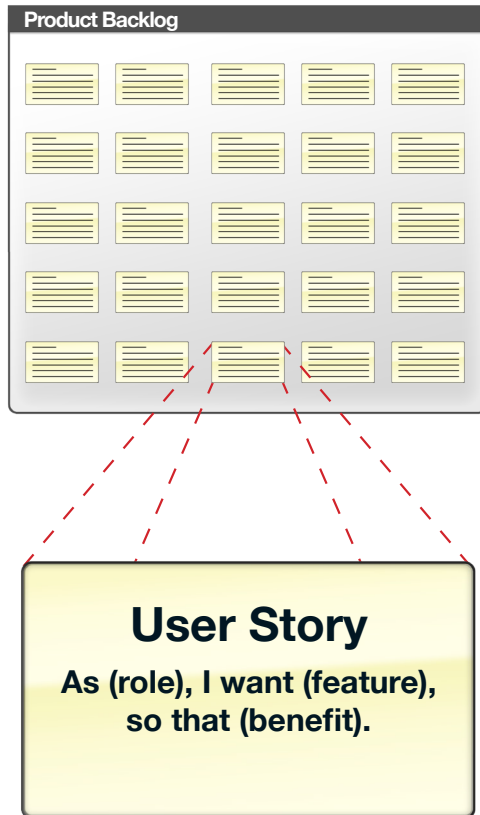 Product Backlog
User Story
As (role), I want (feature),
so that (benefit).